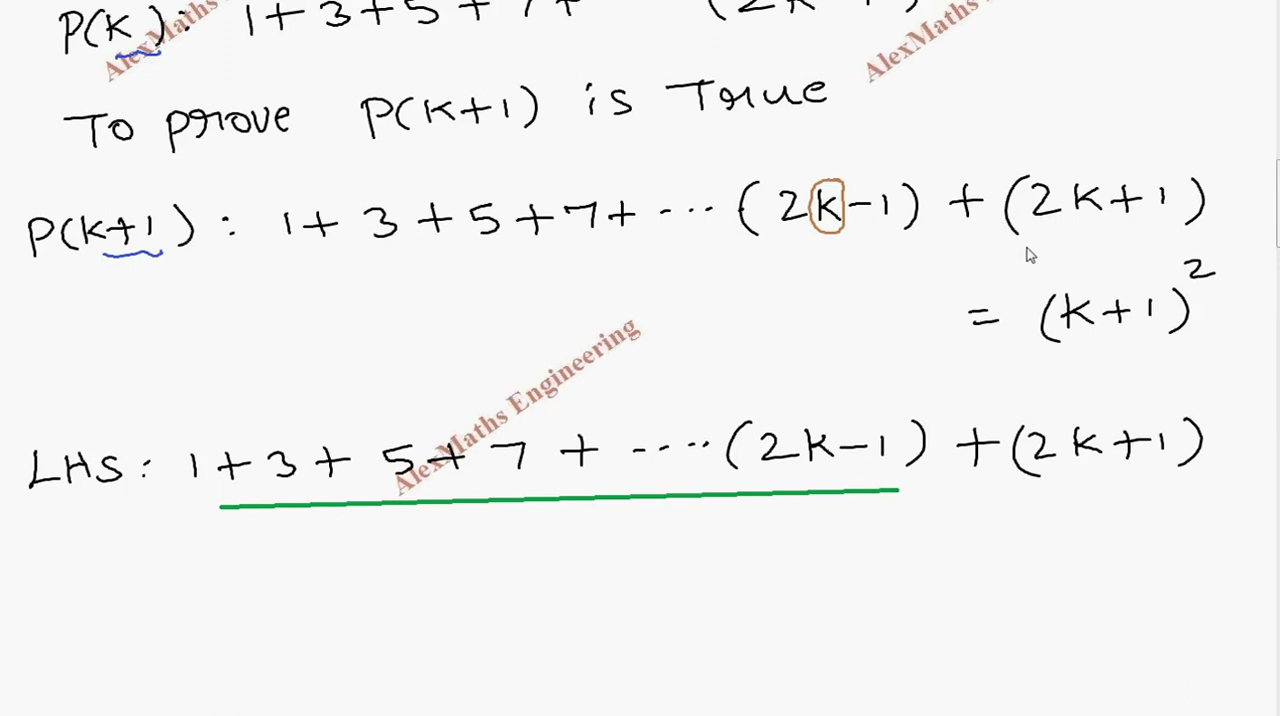 P(K): 1 + 3 + 5 + 7 + (2K
AlexMaths
AlexMaths
To prove P(K+1) is True
P(K+1) : 1 + 3 + 5 + 7 + ... (2K-1) + (2K+1)
= (K+1)²
AlexMaths Engineering
LHS : 1 + 3 + 5 + 7 + .... (2K-1) + (2K+1)